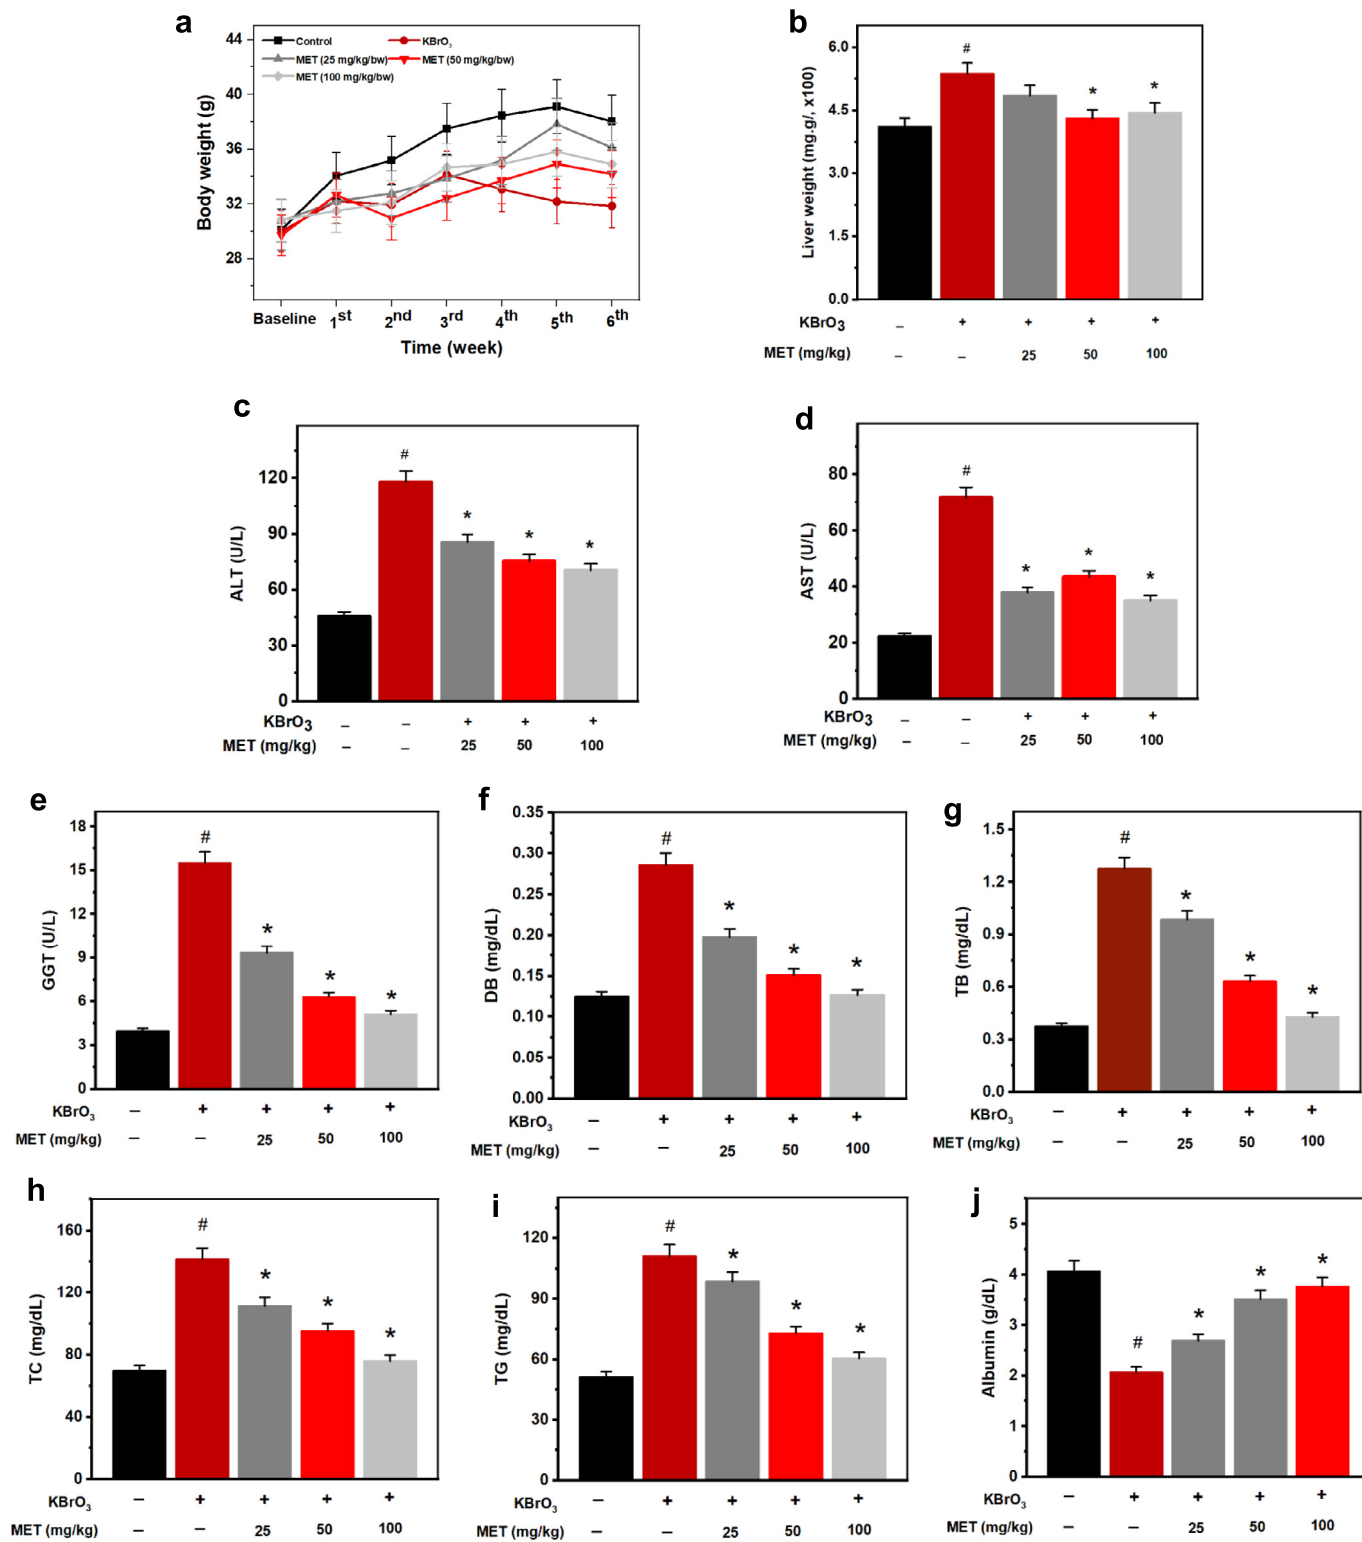 a
Control
KBrO3
MET (25 mg/kg/bw)
MET (50 mg/kg/bw)
MET (100 mg/kg/bw)
Body weight (g)
44
40
36
32
28
Baseline 1st 2nd 3rd 4th 5th 6th
Time (week)
b
Liver weight (mg.g/, x100)
6.0
4.5
3.0
1.5
0.0
# * *
KBrO3 – + + + +
MET (mg/kg) – – 25 50 100
c
ALT (U/L)
120
90
60
30
0
# * * *
KBrO3 – – + + +
MET (mg/kg) – – 25 50 100
d
AST (U/L)
80
60
40
20
0
# * * *
KBrO3 – – + + +
MET (mg/kg) – – 25 50 100
e
GGT (U/L)
18
15
12
9
6
3
0
# * * *
KBrO3 – + + + +
MET (mg/kg) – – 25 50 100
f
DB (mg/dL)
0.35
0.30
0.25
0.20
0.15
0.10
0.05
0.00
# * * *
KBrO3 – + + + +
MET (mg/kg) – – 25 50 100
g
TB (mg/dL)
1.5
1.2
0.9
0.6
0.3
0.0
# * * *
KBrO3 – + + + +
MET (mg/kg) – – 25 50 100
h
TC (mg/dL)
160
120
80
40
0
# * * *
KBrO3 – + + + +
MET (mg/kg) – – 25 50 100
i
TG (mg/dL)
120
90
60
30
0
# * * *
KBrO3 – + + + +
MET (mg/kg) – – 25 50 100
j
Albumin (g/dL)
5
4
3
2
1
0
# * * *
KBrO3 – + + + +
MET (mg/kg) – – 25 50 100